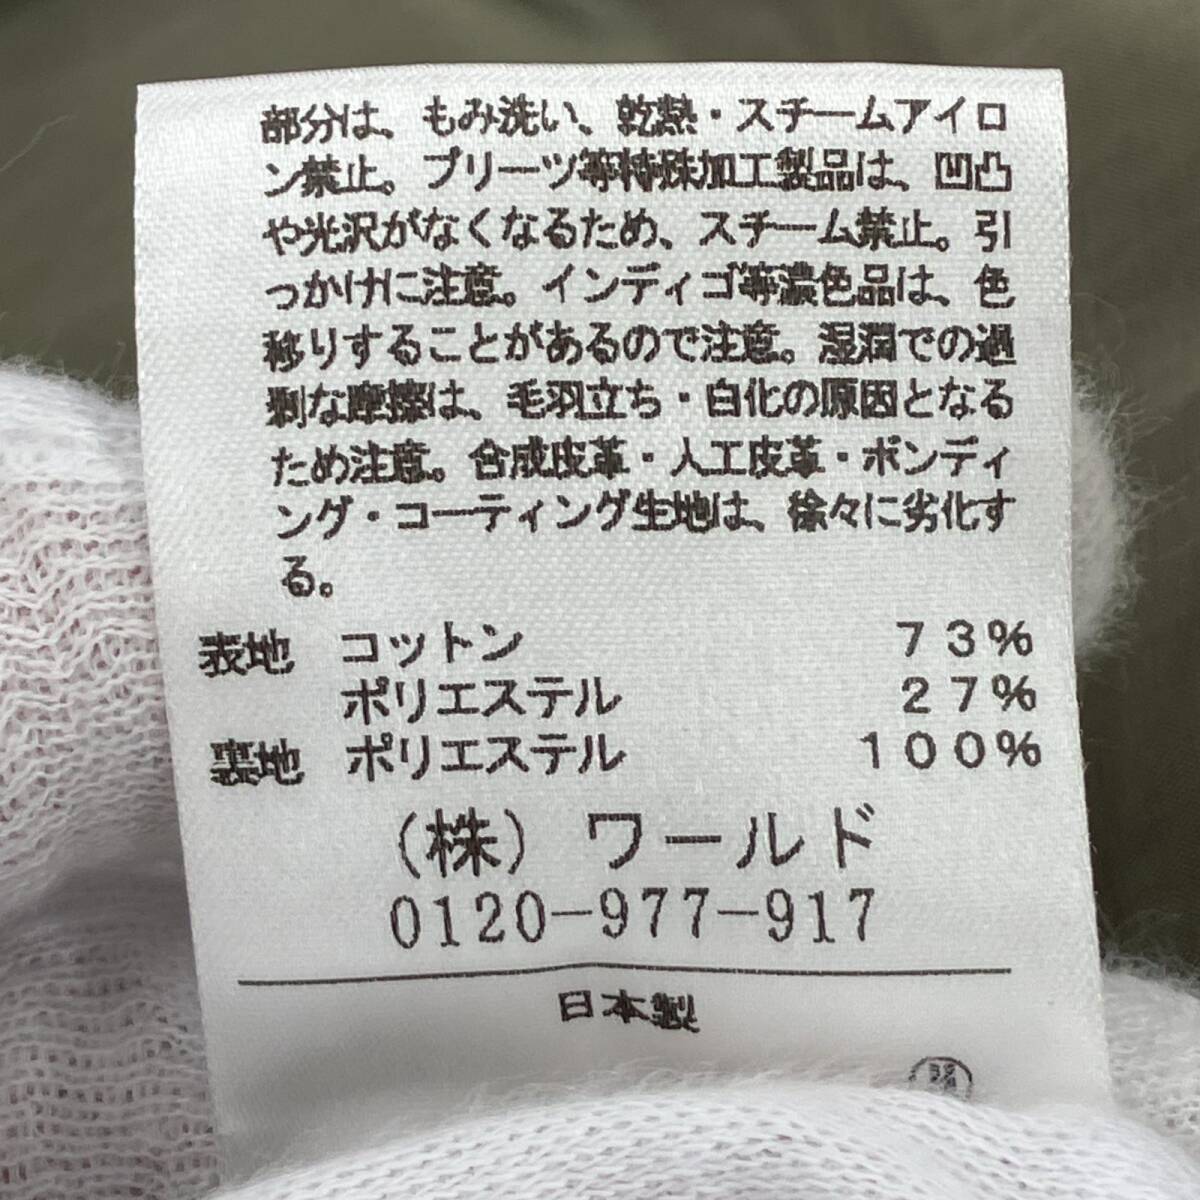 部分は、もみ洗い、乾熱・スチームアイロ
ン禁止。プリーツ等特殊加工製品は、凹凸
や光沢がなくなるため、スチーム禁止。引
っかけに注意。インディゴ等濃色品は、色
移りすることがあるので注意。湿潤での過
剰な摩擦は、毛羽立ち・白化の原因となる
ため注意。合成皮革・人工皮革・ボンディ
ング・コーティング生地は、徐々に劣化す
る。
表地 コットン 73%
ポリエステル 27%
裏地 ポリエステル 100%
(株)ワールド
0120-977-917
日本製